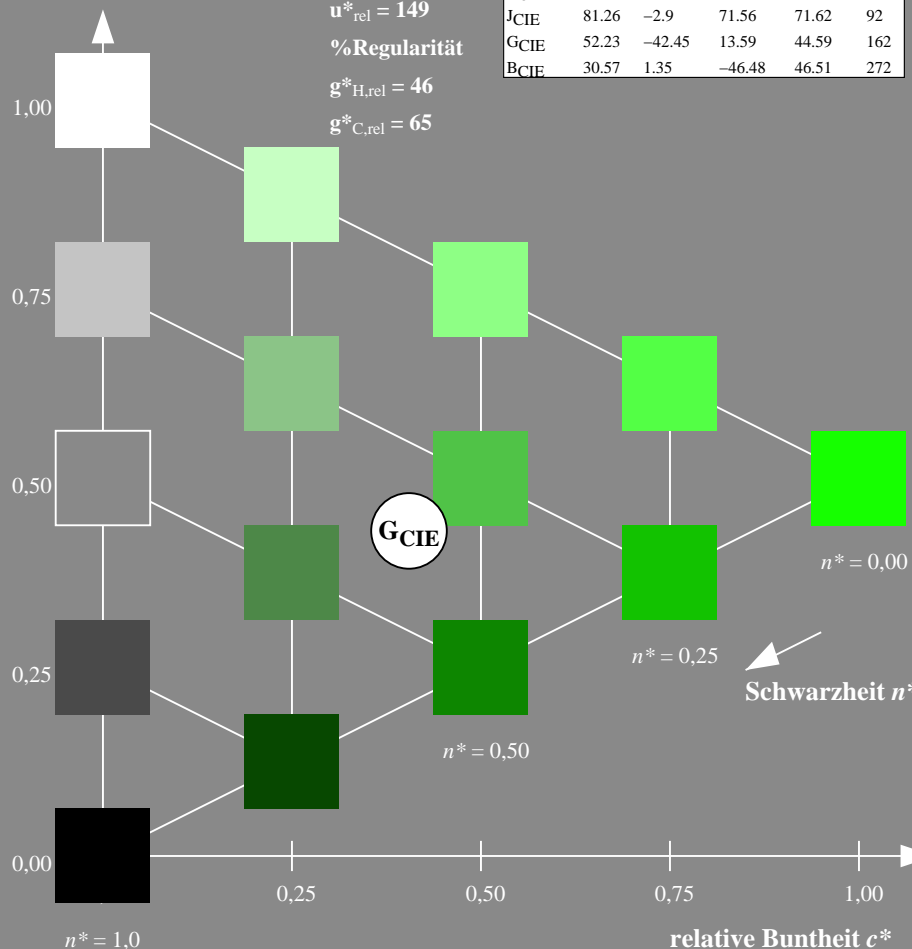 u*rel = 149
%Regularität
g*H,rel = 46
g*C,rel = 65
JCIE 81.26 −2.9 71.56 71.62 92
GCIE 52.23 −42.45 13.59 44.59 162
BCIE 30.57 1.35 −46.48 46.51 272
1,00
0,75
0,50
GCIE
n* = 0,00
0,25
n* = 0,25
Schwarzheit n*
n* = 0,50
0,00
0,25 0,50 0,75 1,00
n* = 1,0
relative Buntheit c*